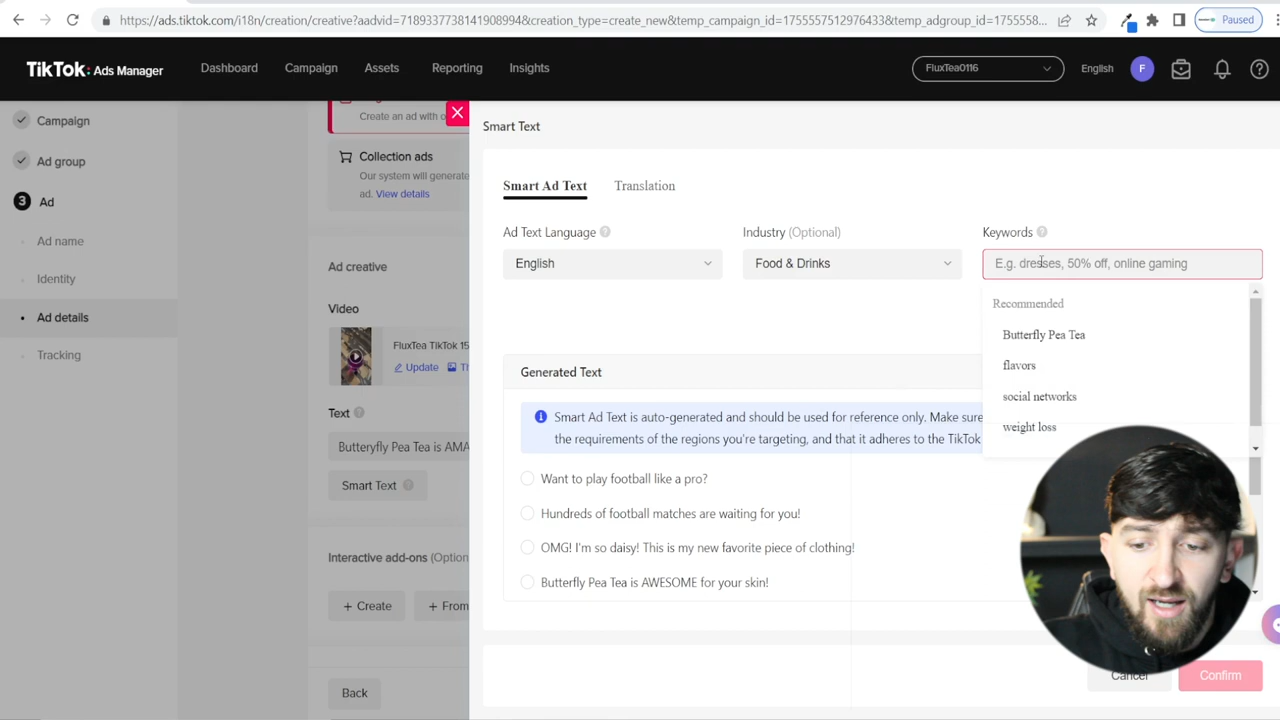 https://ads.tiktok.com/i18n/creation/creative?aadvid=7189337738141908994&creation_type=create_new&temp_campaign_id=1755557512976433&temp_adgroup_id=1755558...
Paused
TikTok: Ads Manager
Dashboard
Campaign
Assets
Reporting
Insights
FluxTea0116
English
F
Campaign
Ad group
3 Ad
Ad name
Identity
Ad details
Tracking
Create an ad with o
Collection ads
Our system will generate
ad. View details
Ad creative
Video
FluxTea TikTok 15
Update
Th
Text
Butteryfly Pea Tea is AMA
Smart Text
Interactive add-ons (Option
+ Create
+ From
Back
Smart Text
Smart Ad Text
Translation
Ad Text Language
Industry (Optional)
Keywords
English
Food & Drinks
E.g. dresses, 50% off, online gaming
Recommended
Butterfly Pea Tea
flavors
social networks
weight loss
Generated Text
Smart Ad Text is auto-generated and should be used for reference only. Make sure
the requirements of the regions you're targeting, and that it adheres to the TikTok
Want to play football like a pro?
Hundreds of football matches are waiting for you!
OMG! I'm so daisy! This is my new favorite piece of clothing!
Butterfly Pea Tea is AWESOME for your skin!
Cancel
Confirm